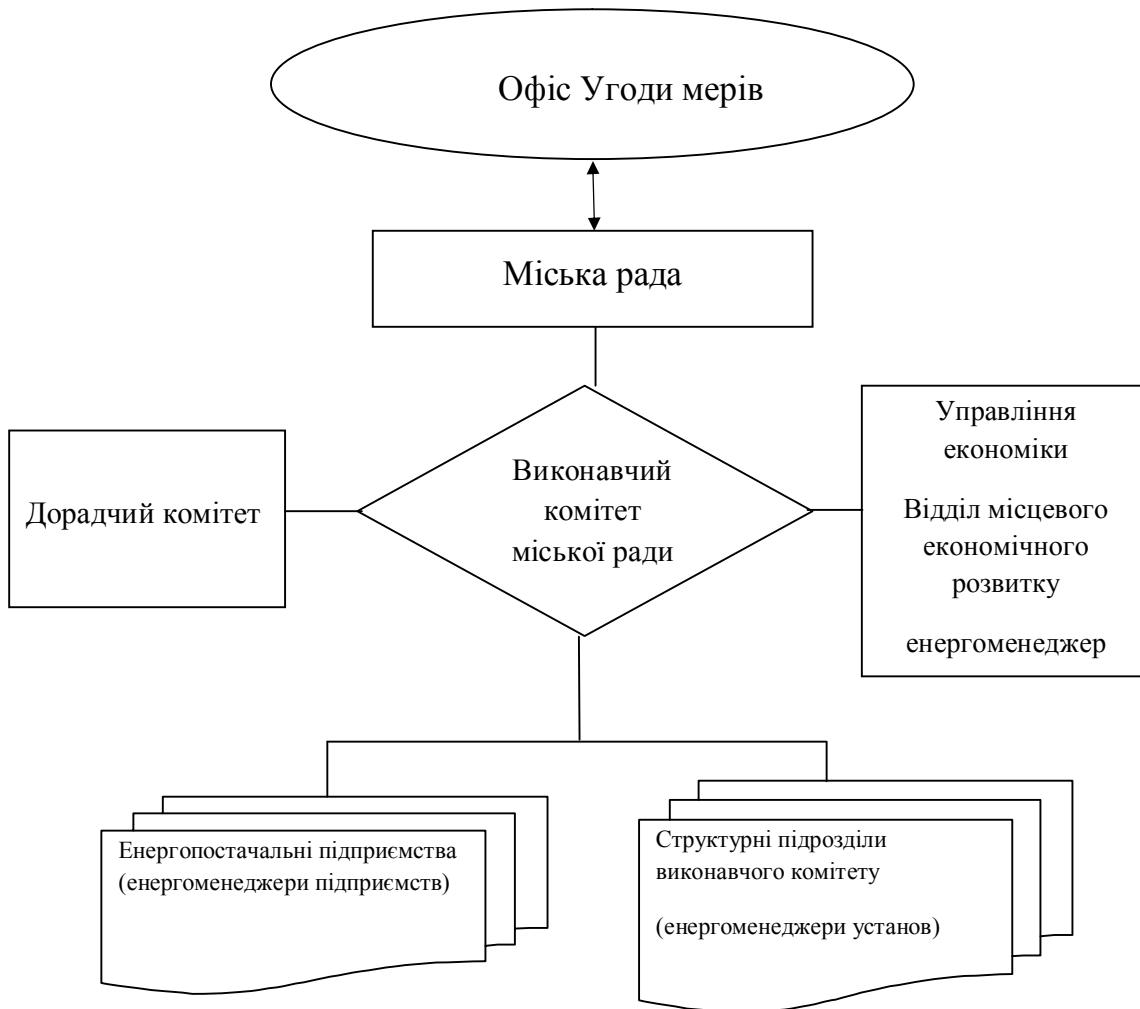 Офіс Угоди мерів
Міська рада
Дорадчий комітет
Виконавчий
комітет
міської ради
Управління
економіки
Відділ місцевого
економічного
розвитку
енергоменеджер
Енергопостачальні підприємства
(енергоменеджери підприємств)
Структурні підрозділи
виконавчого комітету
(енергоменеджери установ)